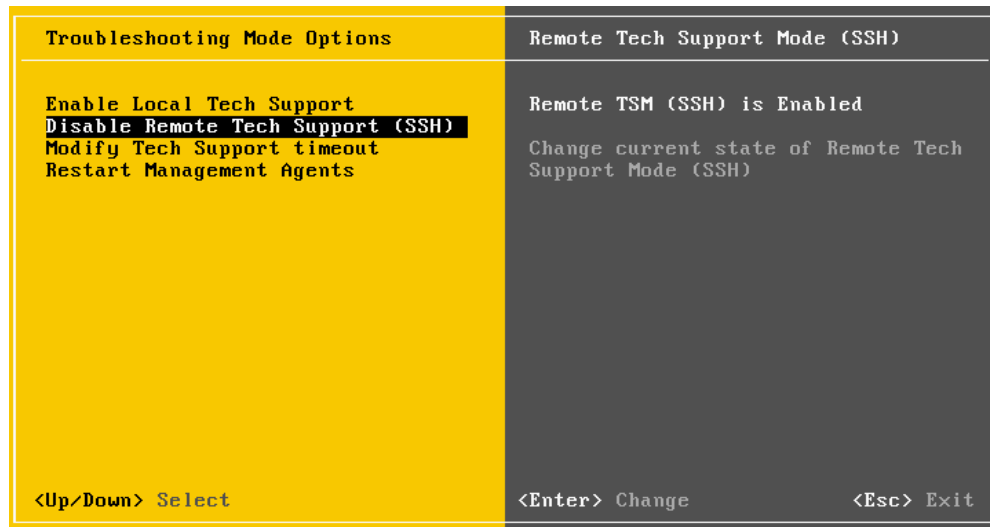 Troubleshooting Mode Options
Enable Local Tech Support
Disable Remote Tech Support (SSH)
Modify Tech Support timeout
Restart Management Agents
<Up/Down> Select
Remote Tech Support Mode (SSH)
Remote TSM (SSH) is Enabled
Change current state of Remote Tech
Support Mode (SSH)
<Enter> Change <Esc> Exit